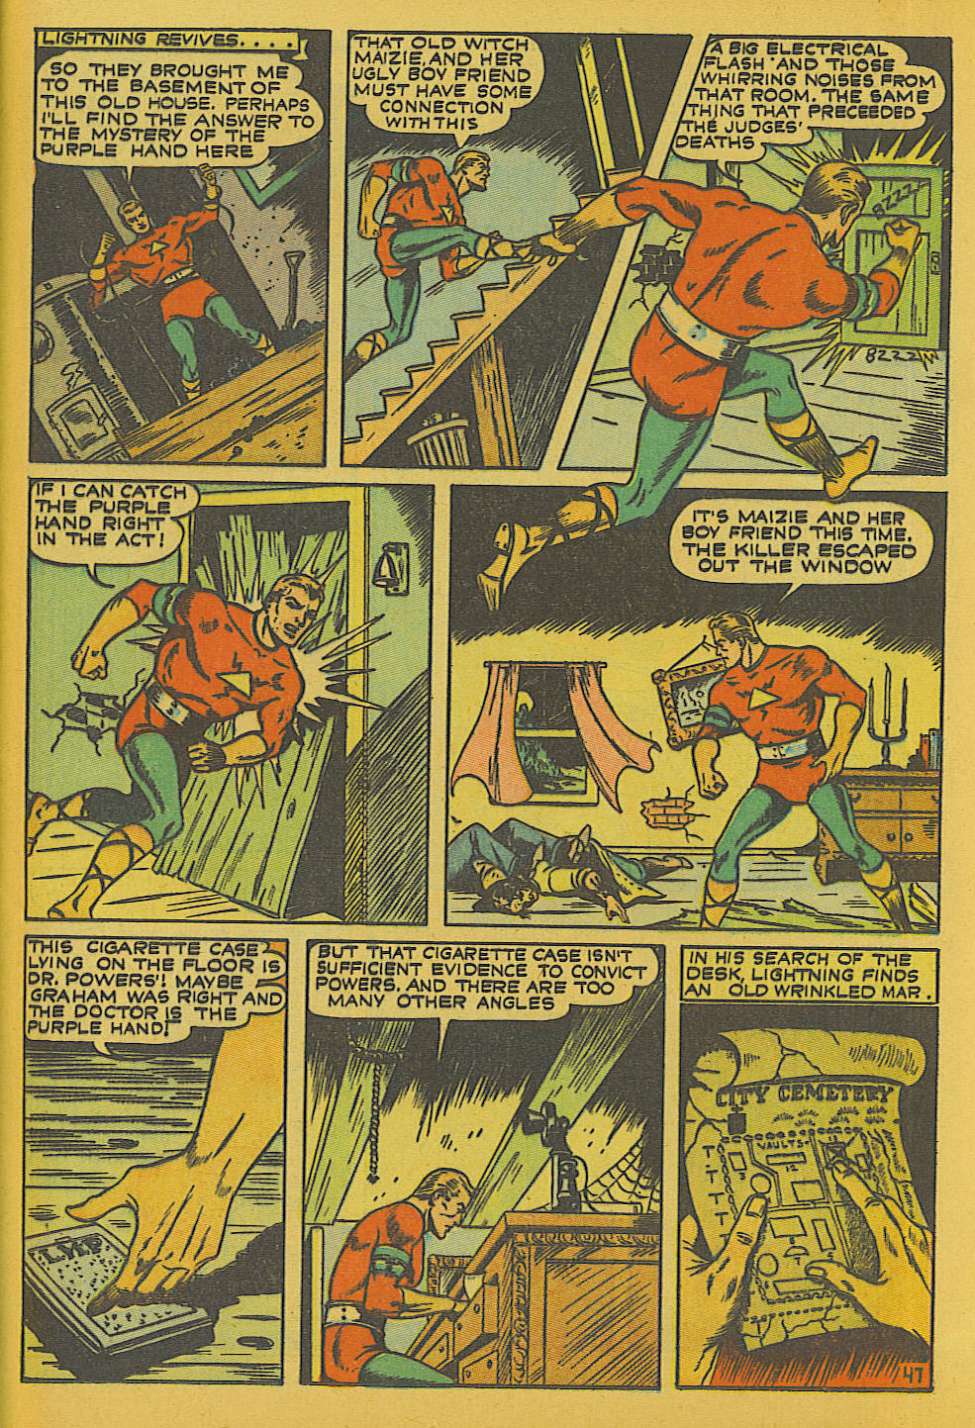 LIGHTNING REVIVES....
SO THEY BROUGHT ME
TO THE BASEMENT OF
THIS OLD HOUSE. PERHAPS
I'LL FIND THE ANSWER TO
THE MYSTERY OF THE
PURPLE HAND HERE
THAT OLD WITCH
MAIZIE, AND HER
UGLY BOY FRIEND
MUST HAVE SOME
CONNECTION
WITH THIS
A BIG ELECTRICAL
FLASH AND THOSE
WHIRRING NOISES FROM
THAT ROOM. THE SAME
THING THAT PRECEEDED
THE JUDGES'
DEATHS
BZZZ
BZZZ
IF I CAN CATCH
THE PURPLE
HAND RIGHT
IN THE ACT!
IT'S MAIZIE AND HER
BOY FRIEND THIS TIME.
THE KILLER ESCAPED
OUT THE WINDOW
THIS CIGARETTE CASE
LYING ON THE FLOOR IS
DR. POWERS'! MAYBE
GRAHAM WAS RIGHT AND
THE DOCTOR IS THE
PURPLE HAND!
BUT THAT CIGARETTE CASE ISN'T
SUFFICIENT EVIDENCE TO CONVICT
POWERS. AND THERE ARE TOO
MANY OTHER ANGLES
IN HIS SEARCH OF THE
DESK, LIGHTNING FINDS
AN OLD WRINKLED MAP.
CITY CEMETERY
VAULTS
12
47